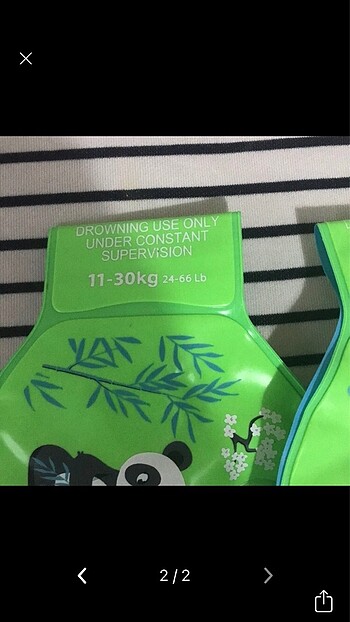 DROWNING USE ONLY
UNDER CONSTANT
SUPERViSION
11-30kg 24-66 Lb
2/2